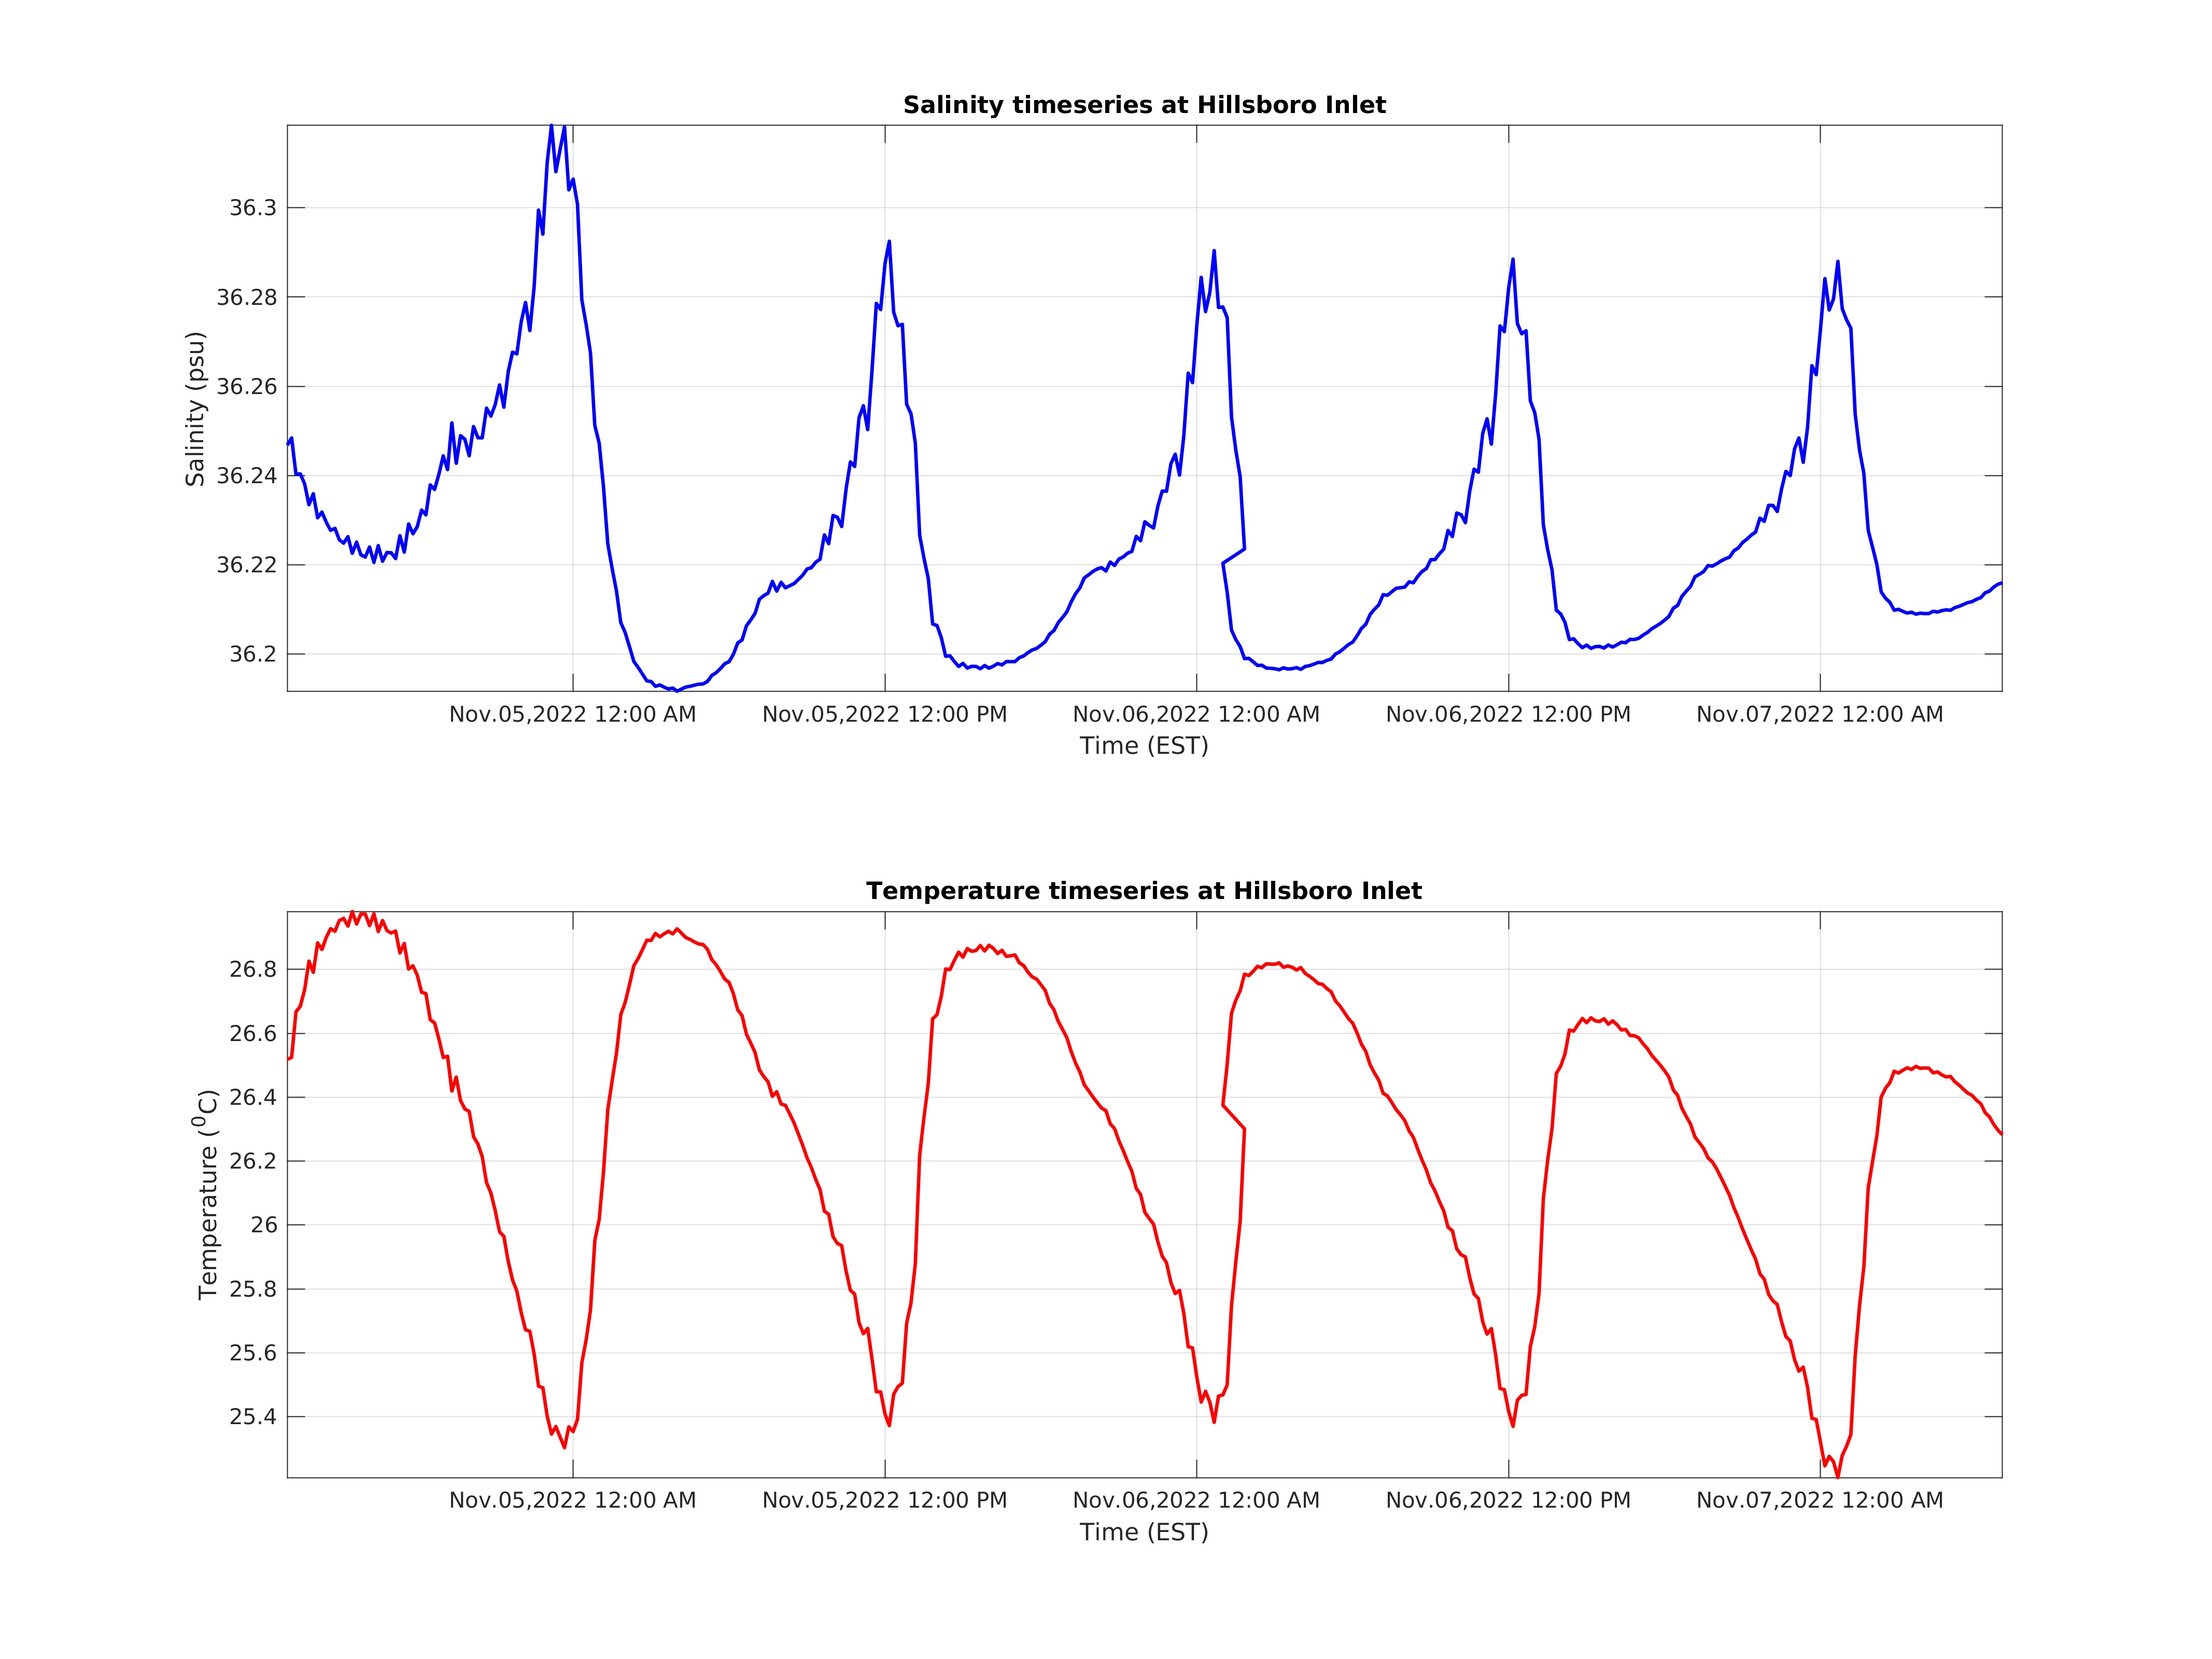 Salinity timeseries at Hillsboro Inlet
Salinity (psu)
36.3
36.28
36.26
36.24
36.22
36.2
Nov.05,2022 12:00 AM Nov.05,2022 12:00 PM Nov.06,2022 12:00 AM Nov.06,2022 12:00 PM Nov.07,2022 12:00 AM
Time (EST)
Temperature timeseries at Hillsboro Inlet
Temperature (⁰C)
26.8
26.6
26.4
26.2
26
25.8
25.6
25.4
Nov.05,2022 12:00 AM Nov.05,2022 12:00 PM Nov.06,2022 12:00 AM Nov.06,2022 12:00 PM Nov.07,2022 12:00 AM
Time (EST)